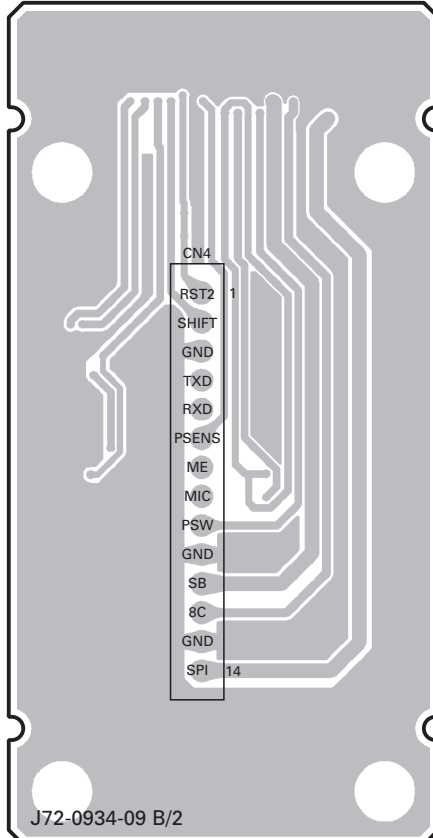 CN4
RST2 1
SHIFT
GND
TXD
RXD
PSENS
ME
MIC
PSW
GND
SB
8C
GND
SPI 14
J72-0934-09 B/2